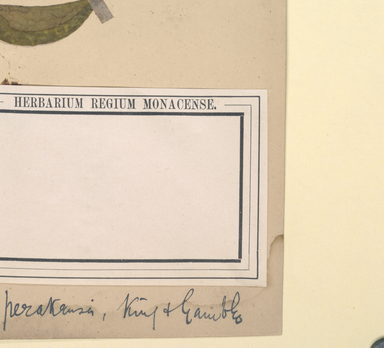 HERBARIUM REGIUM MONACENSE.
perakensis, King & Gamble